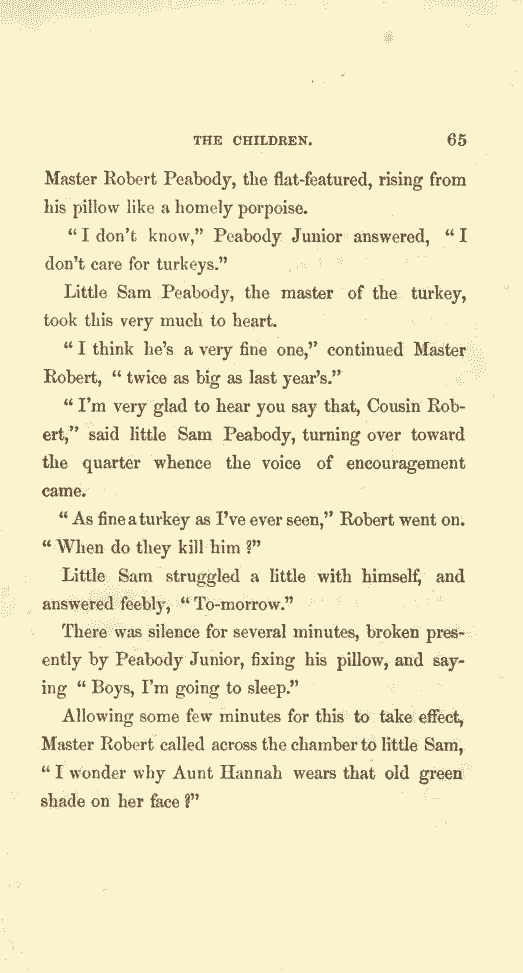 THE CHILDREN. 65
Master Robert Peabody, the flat-featured, rising from
his pillow like a homely porpoise.
“I don't know,” Peabody Junior answered, “I
don't care for turkeys.”
Little Sam Peabody, the master of the turkey,
took this very much to heart.
“I think he's a very fine one,” continued Master
Robert, “twice as big as last year's.”
“I'm very glad to hear you say that, Cousin Rob-
ert,” said little Sam Peabody, turning over toward
the quarter whence the voice of encouragement
came.
“As fine a turkey as I've ever seen,” Robert went on.
“When do they kill him?”
Little Sam struggled a little with himself, and
answered feebly, “To-morrow.”
There was silence for several minutes, broken pres-
ently by Peabody Junior, fixing his pillow, and say-
ing “Boys, I'm going to sleep.”
Allowing some few minutes for this to take effect,
Master Robert called across the chamber to little Sam,
“I wonder why Aunt Hannah wears that old green
shade on her face?”